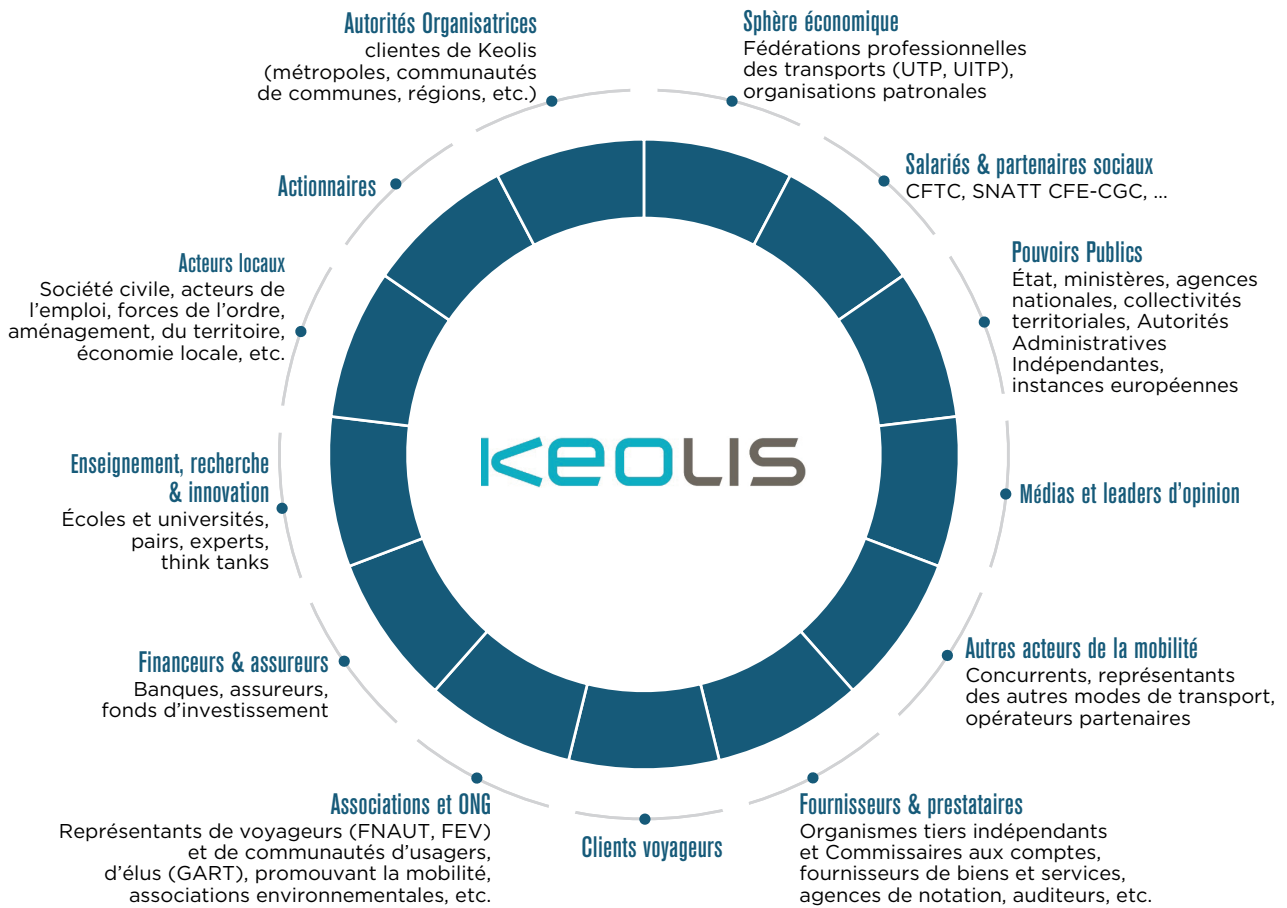 Autorités Organisatrices
clientes de Keolis
(métropoles, communautés
de communes, régions, etc.)
Sphère économique
Fédérations professionnelles
des transports (UTP, UITP),
organisations patronales
Salariés & partenaires sociaux
CFTC, SNATT CFE-CGC, ...
Pouvoirs Publics
État, ministères, agences
nationales, collectivités
territoriales, Autorités
Administratives
Indépendantes,
instances européennes
Médias et leaders d'opinion
Autres acteurs de la mobilité
Concurrents, représentants
des autres modes de transport,
opérateurs partenaires
Fournisseurs & prestataires
Organismes tiers indépendants
et Commissaires aux comptes,
fournisseurs de biens et services,
agences de notation, auditeurs, etc.
Clients voyageurs
Associations et ONG
Représentants de voyageurs (FNAUT, FEV)
et de communautés d'usagers,
d'élus (GART), promouvant la mobilité,
associations environnementales, etc.
Financeurs & assureurs
Banques, assureurs,
fonds d'investissement
Enseignement, recherche
& innovation
Écoles et universités,
pairs, experts,
think tanks
Acteurs locaux
Société civile, acteurs de
l'emploi, forces de l'ordre,
aménagement, du territoire,
économie locale, etc.
Actionnaires
KEOLIS